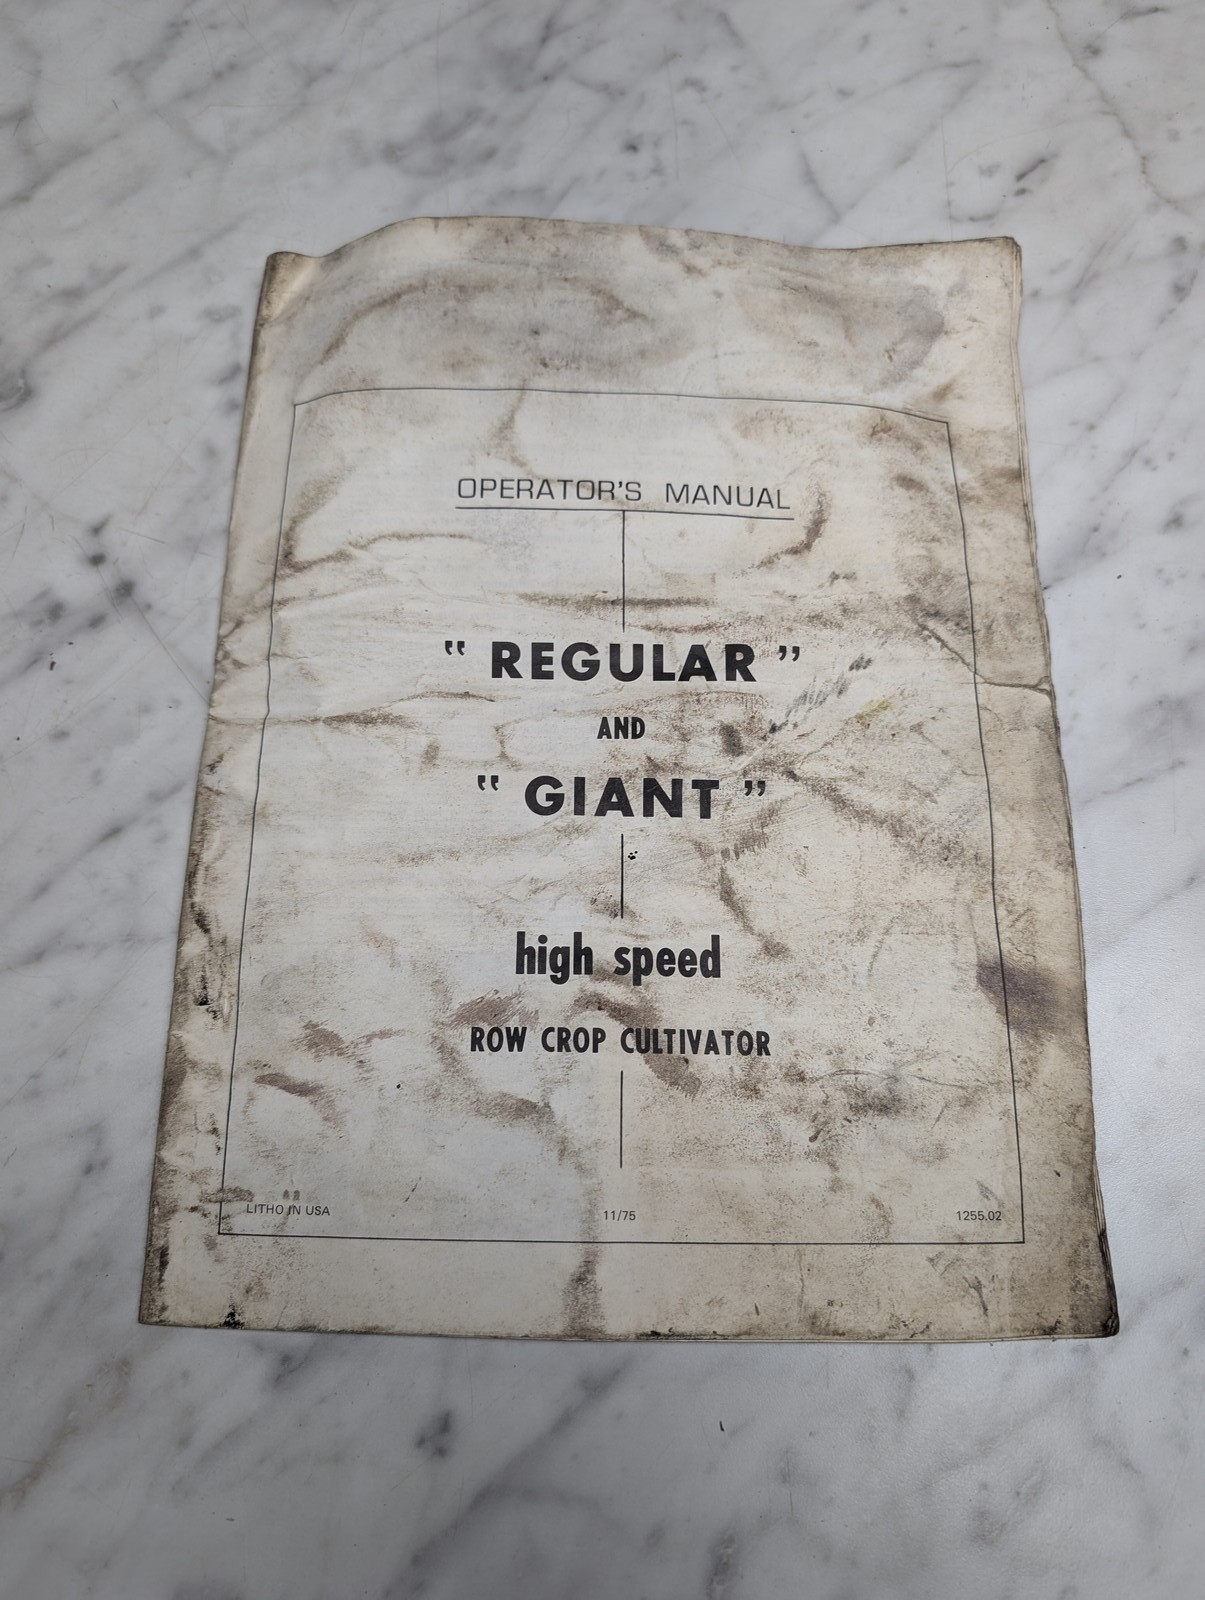 OPERATOR'S MANUAL
" REGULAR "
AND
" GIANT "
high speed
ROW CROP CULTIVATOR
LITHO IN USA 11/75 1255.02